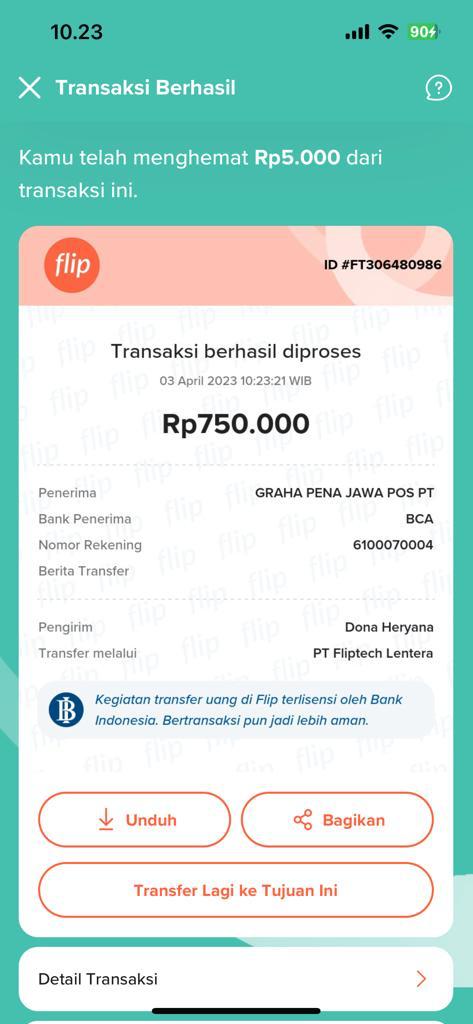 10.23
90
Transaksi Berhasil
Kamu telah menghemat Rp5.000 dari
transaksi ini.
flip
ID #FT306480986
Transaksi berhasil diproses
03 April 2023 10:23:21 WIB
Rp750.000
Penerima GRAHA PENA JAWA POS PT
Bank Penerima BCA
Nomor Rekening 6100070004
Berita Transfer
Pengirim Dona Heryana
Transfer melalui PT Fliptech Lentera
Kegiatan transfer uang di Flip terlisensi oleh Bank
Indonesia. Bertransaksi pun jadi lebih aman.
Unduh
Bagikan
Transfer Lagi ke Tujuan Ini
Detail Transaksi